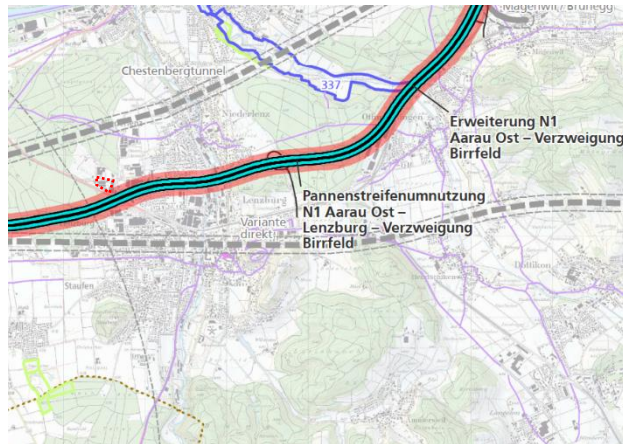 Mägenwil / Brunegg
Chestenbergtunnel
337
Niederlenz
Othmarsingen
Erweiterung N1
Aarau Ost – Verzweigung
Birrfeld
Lenzburg
Variante
direkt
Pannenstreifenumnutzung
N1 Aarau Ost –
Lenzburg – Verzweigung
Birrfeld
Staufen
Dottikon